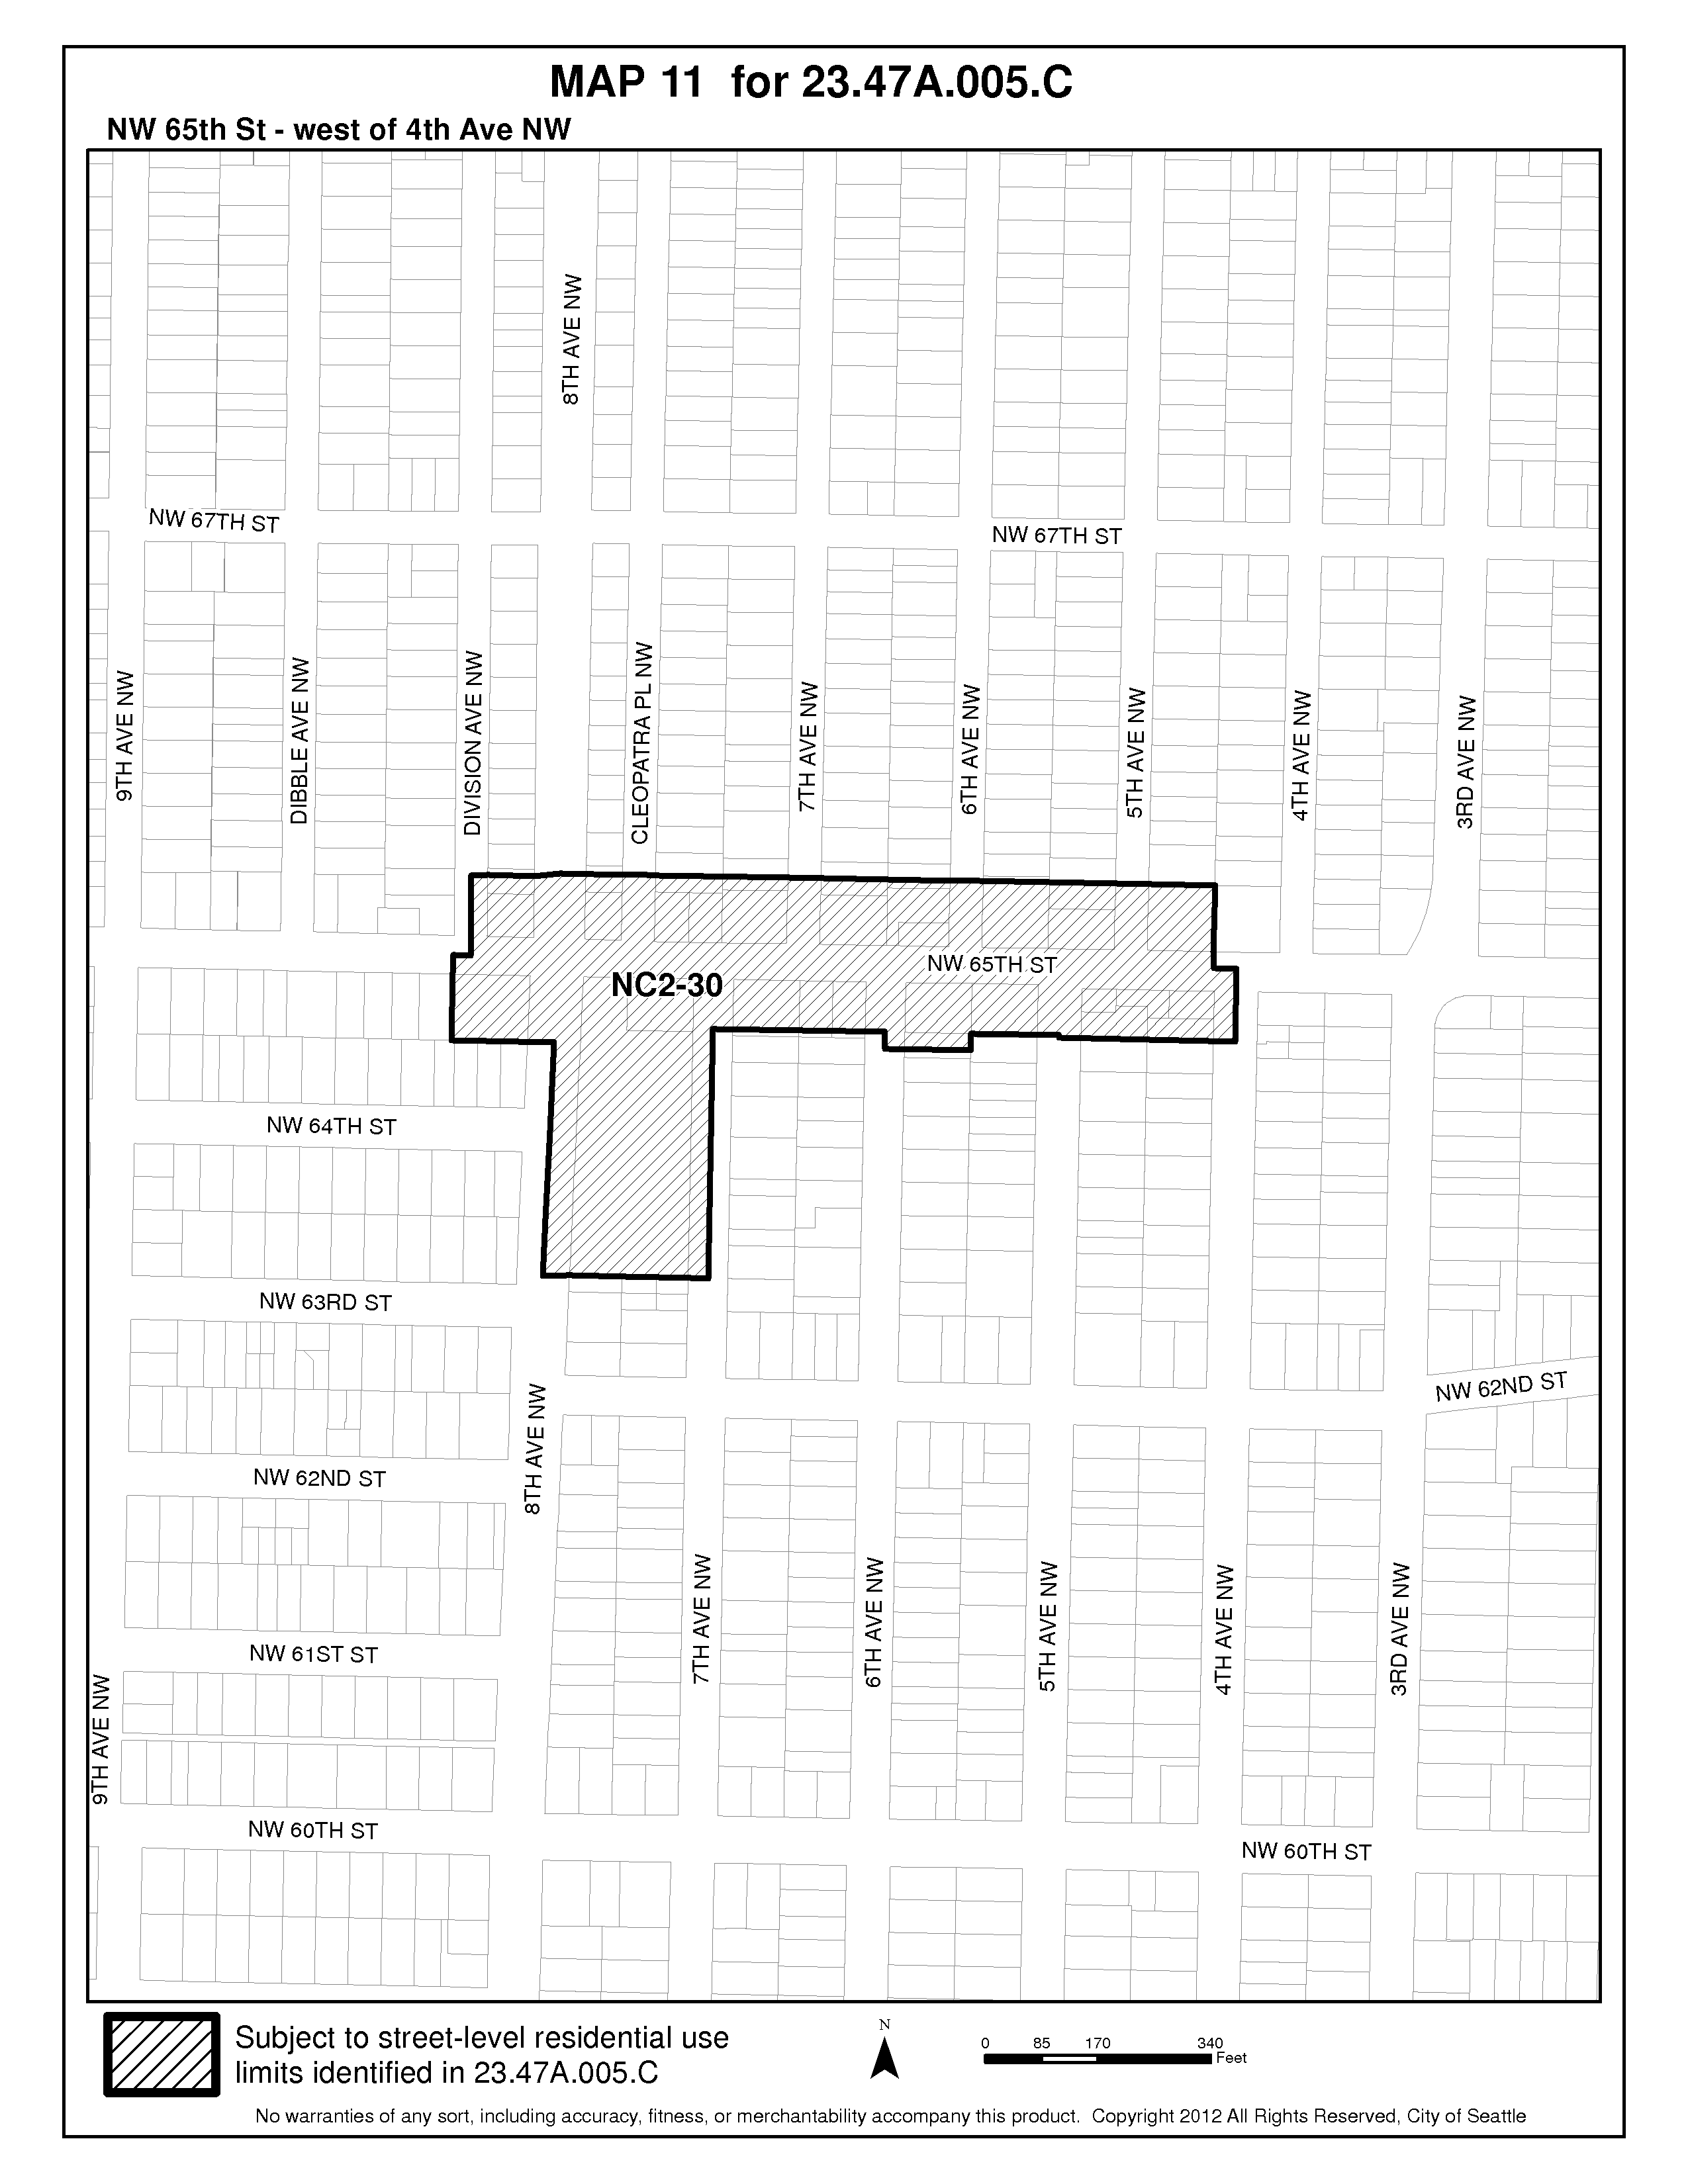 MAP 11 for 23.47A.005.C
NW 65th St - west of 4th Ave NW
8TH AVE NW
NW 67TH ST
NW 67TH ST
9TH AVE NW
DIBBLE AVE NW
DIVISION AVE NW
CLEOPATRA PL NW
7TH AVE NW
6TH AVE NW
5TH AVE NW
4TH AVE NW
3RD AVE NW
NW 65TH ST
NC2-30
NW 64TH ST
NW 63RD ST
NW 62ND ST
8TH AVE NW
NW 62ND ST
7TH AVE NW
6TH AVE NW
5TH AVE NW
4TH AVE NW
3RD AVE NW
NW 61ST ST
9TH AVE NW
NW 60TH ST
NW 60TH ST
Subject to street-level residential use
limits identified in 23.47A.005.C
N
0 85 170 340
Feet
No warranties of any sort, including accuracy, fitness, or merchantability accompany this product. Copyright 2012 All Rights Reserved, City of Seattle